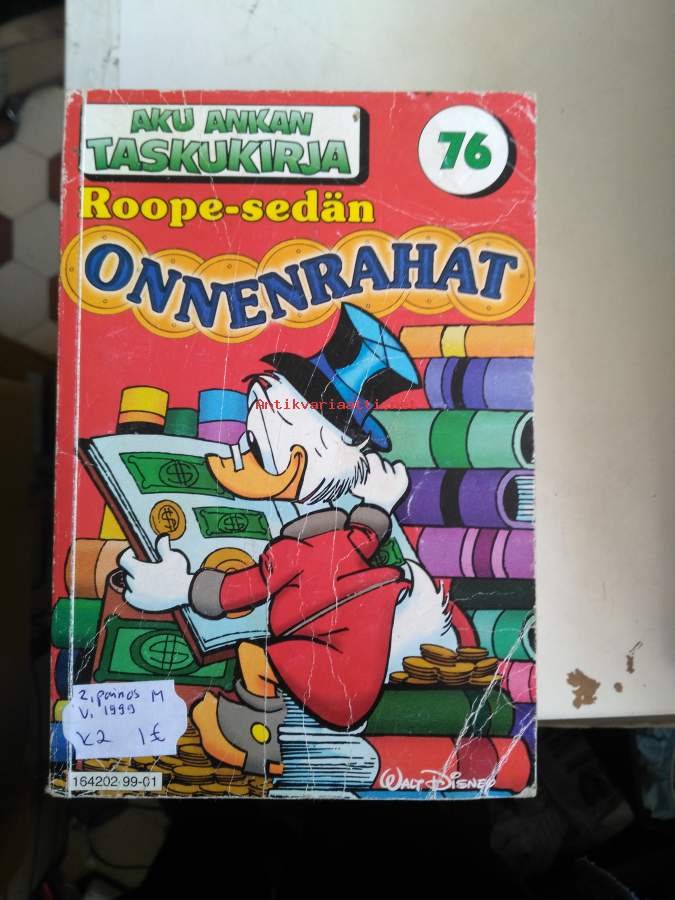 AKU ANKAN
TASKUKIRJA
76
Roope-sedän
ONNENRAHAT
Antikvariaatti
2. painos M
V. 1999
K2 1€
164202-99-01
WALT DISNEY